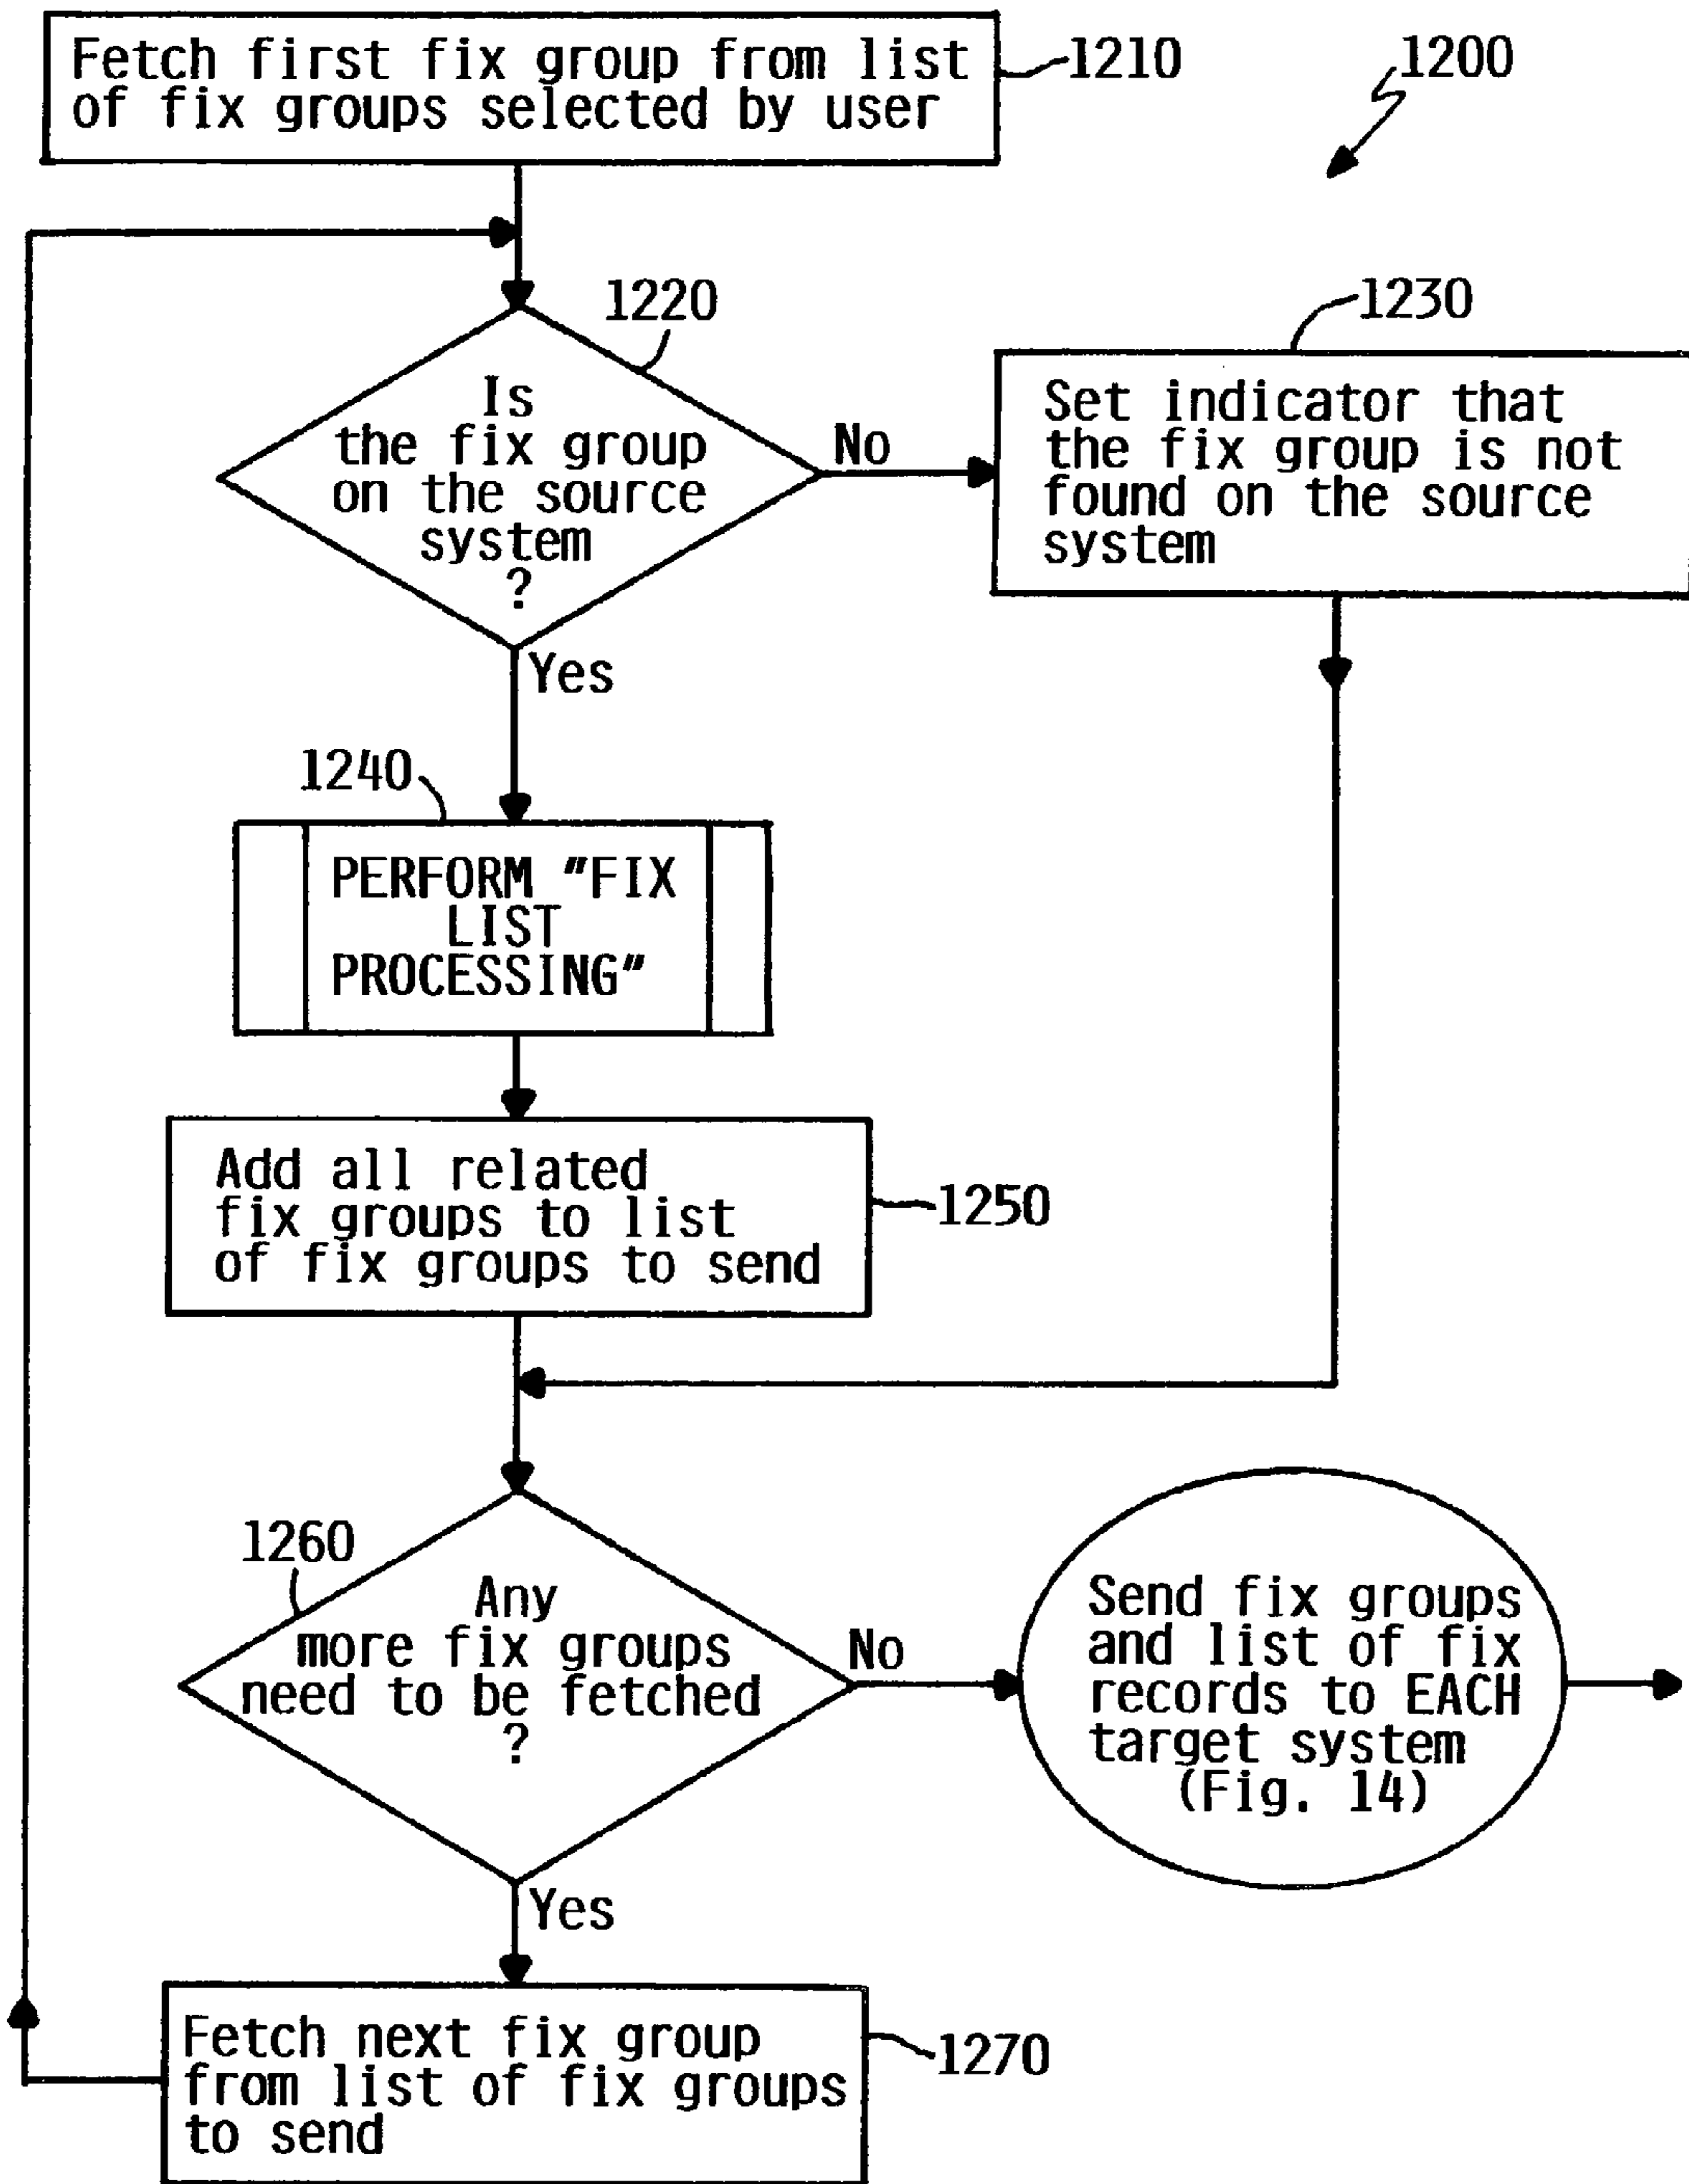 Fetch first fix group from list
of fix groups selected by user
1210
1200
1220
Is
the fix group
on the source
system
?
No
Yes
1230
Set indicator that
the fix group is not
found on the source
system
1240
PERFORM "FIX
LIST
PROCESSING"
Add all related
fix groups to list
of fix groups to send
1250
1260
Any
more fix groups
need to be fetched
?
No
Yes
Send fix groups
and list of fix
records to EACH
target system
(Fig. 14)
Fetch next fix group
from list of fix groups
to send
1270